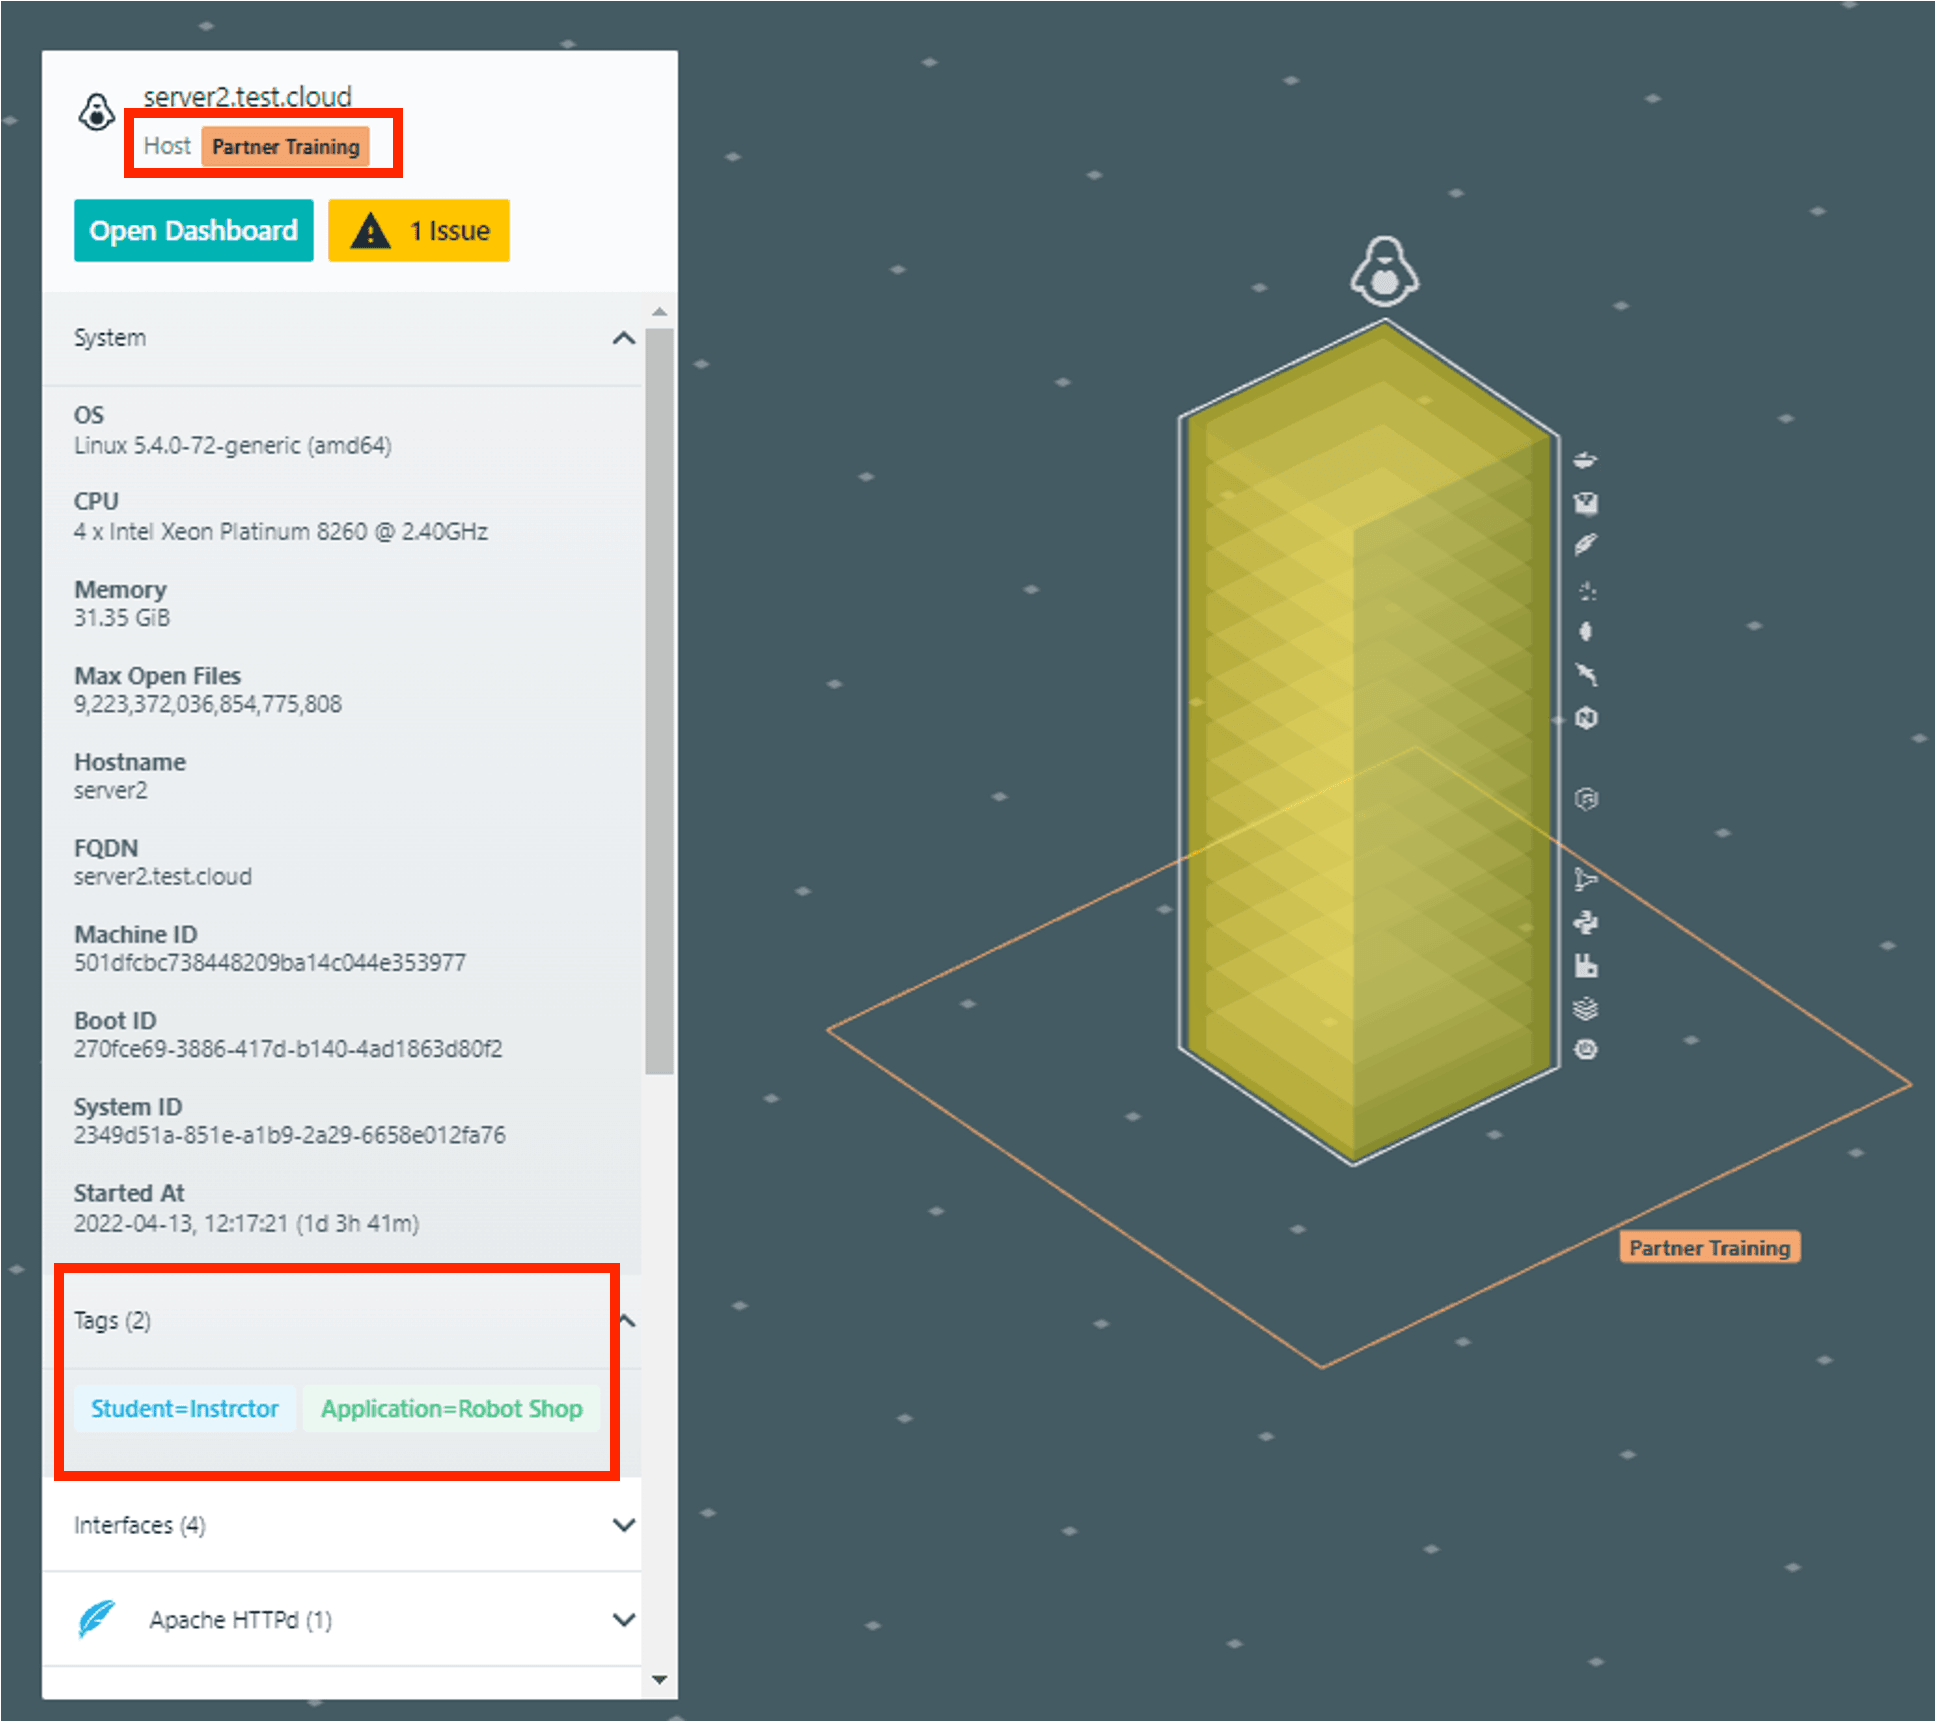 server2.test.cloud
Host Partner Training
Open Dashboard 1 Issue
System
OS
Linux 5.4.0-72-generic (amd64)
CPU
4 x Intel Xeon Platinum 8260 @ 2.40GHz
Memory
31.35 GiB
Max Open Files
9,223,372,036,854,775,808
Hostname
server2
FQDN
server2.test.cloud
Machine ID
501dfcbc738448209ba14c044e353977
Boot ID
270fce69-3886-417d-b140-4ad1863d80f2
System ID
2349d51a-851e-a1b9-2a29-6658e012fa76
Started At
2022-04-13, 12:17:21 (1d 3h 41m)
Tags (2)
Student=Instrctor Application=Robot Shop
Interfaces (4)
Apache HTTPd (1)
Partner Training